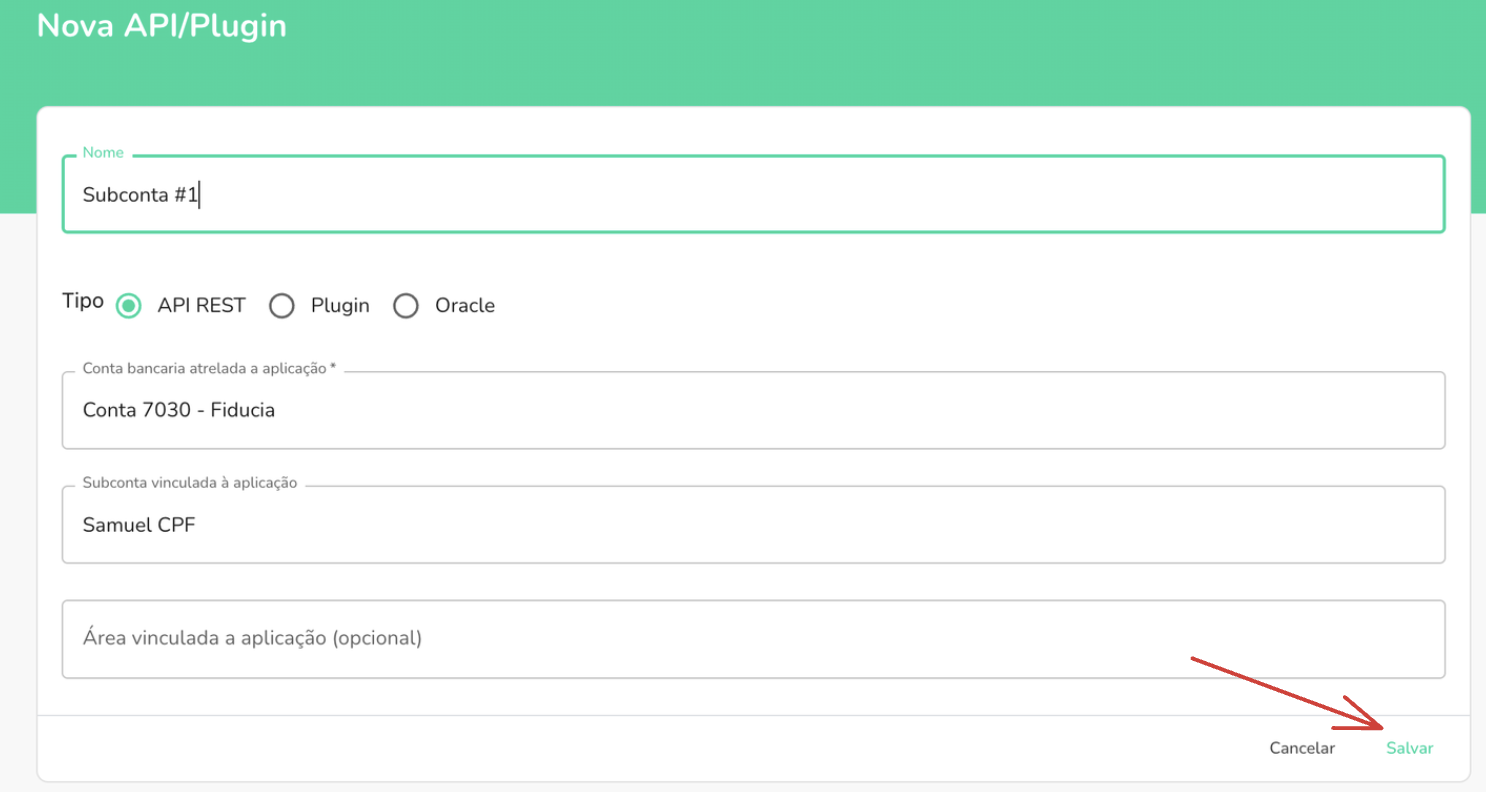 Nova API/Plugin
Nome
Subconta #1
Tipo API REST Plugin Oracle
Conta bancaria atrelada a aplicação *
Conta 7030 - Fiducia
Subconta vinculada à aplicação
Samuel CPF
Área vinculada a aplicação (opcional)
Cancelar Salvar